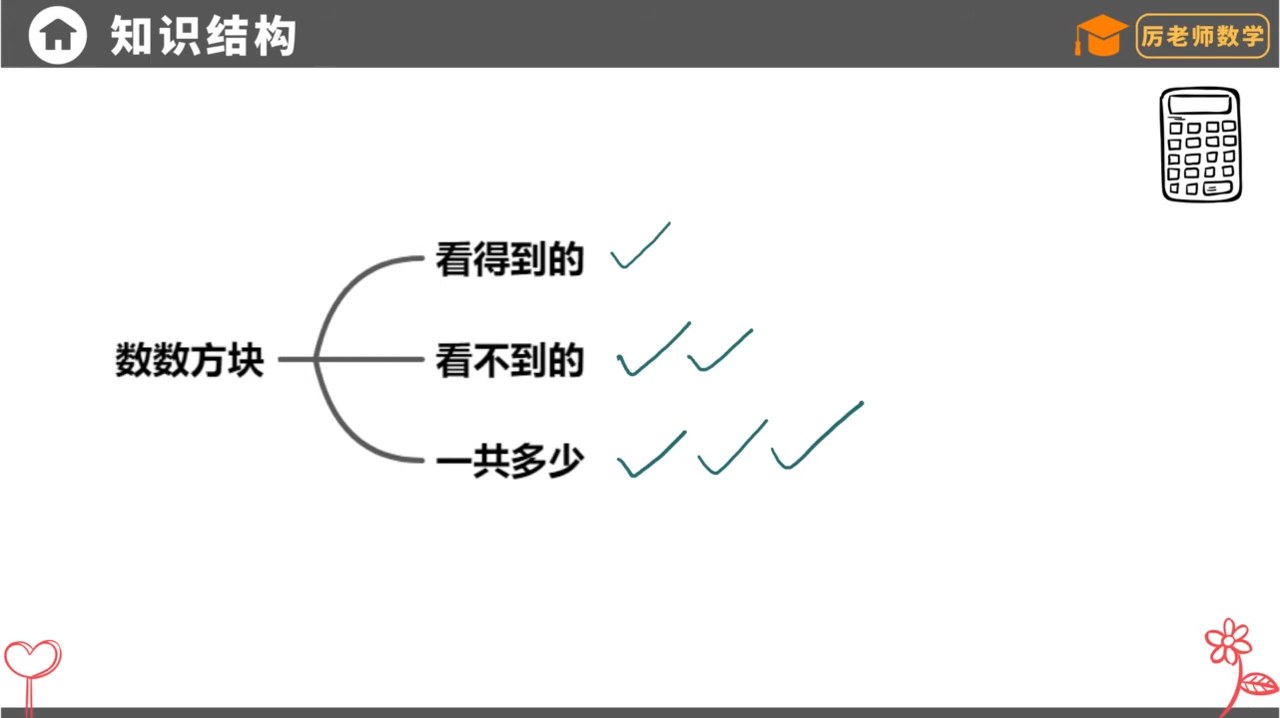 知识结构
厉老师数学
看得到的
数数方块
看不到的
一共多少